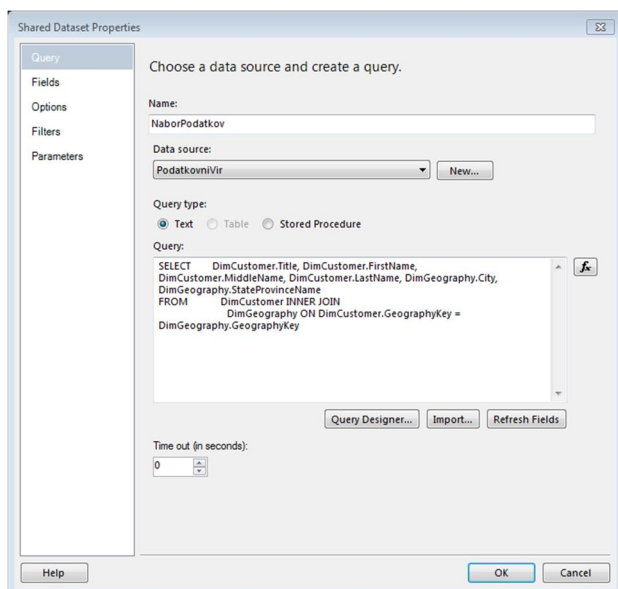 Shared Dataset Properties
Query
Fields
Options
Filters
Parameters
Choose a data source and create a query.
Name:
NaborPodatkov
Data source:
PodatkovniVir
New...
Query type:
Text Table Stored Procedure
Query:
SELECT DimCustomer.Title, DimCustomer.FirstName,
DimCustomer.MiddleName, DimCustomer.LastName, DimGeography.City,
DimGeography.StateProvinceName
FROM DimCustomer INNER JOIN
DimGeography ON DimCustomer.GeographyKey =
DimGeography.GeographyKey
fx
Query Designer... Import... Refresh Fields
Time out (in seconds):
0
Help OK Cancel